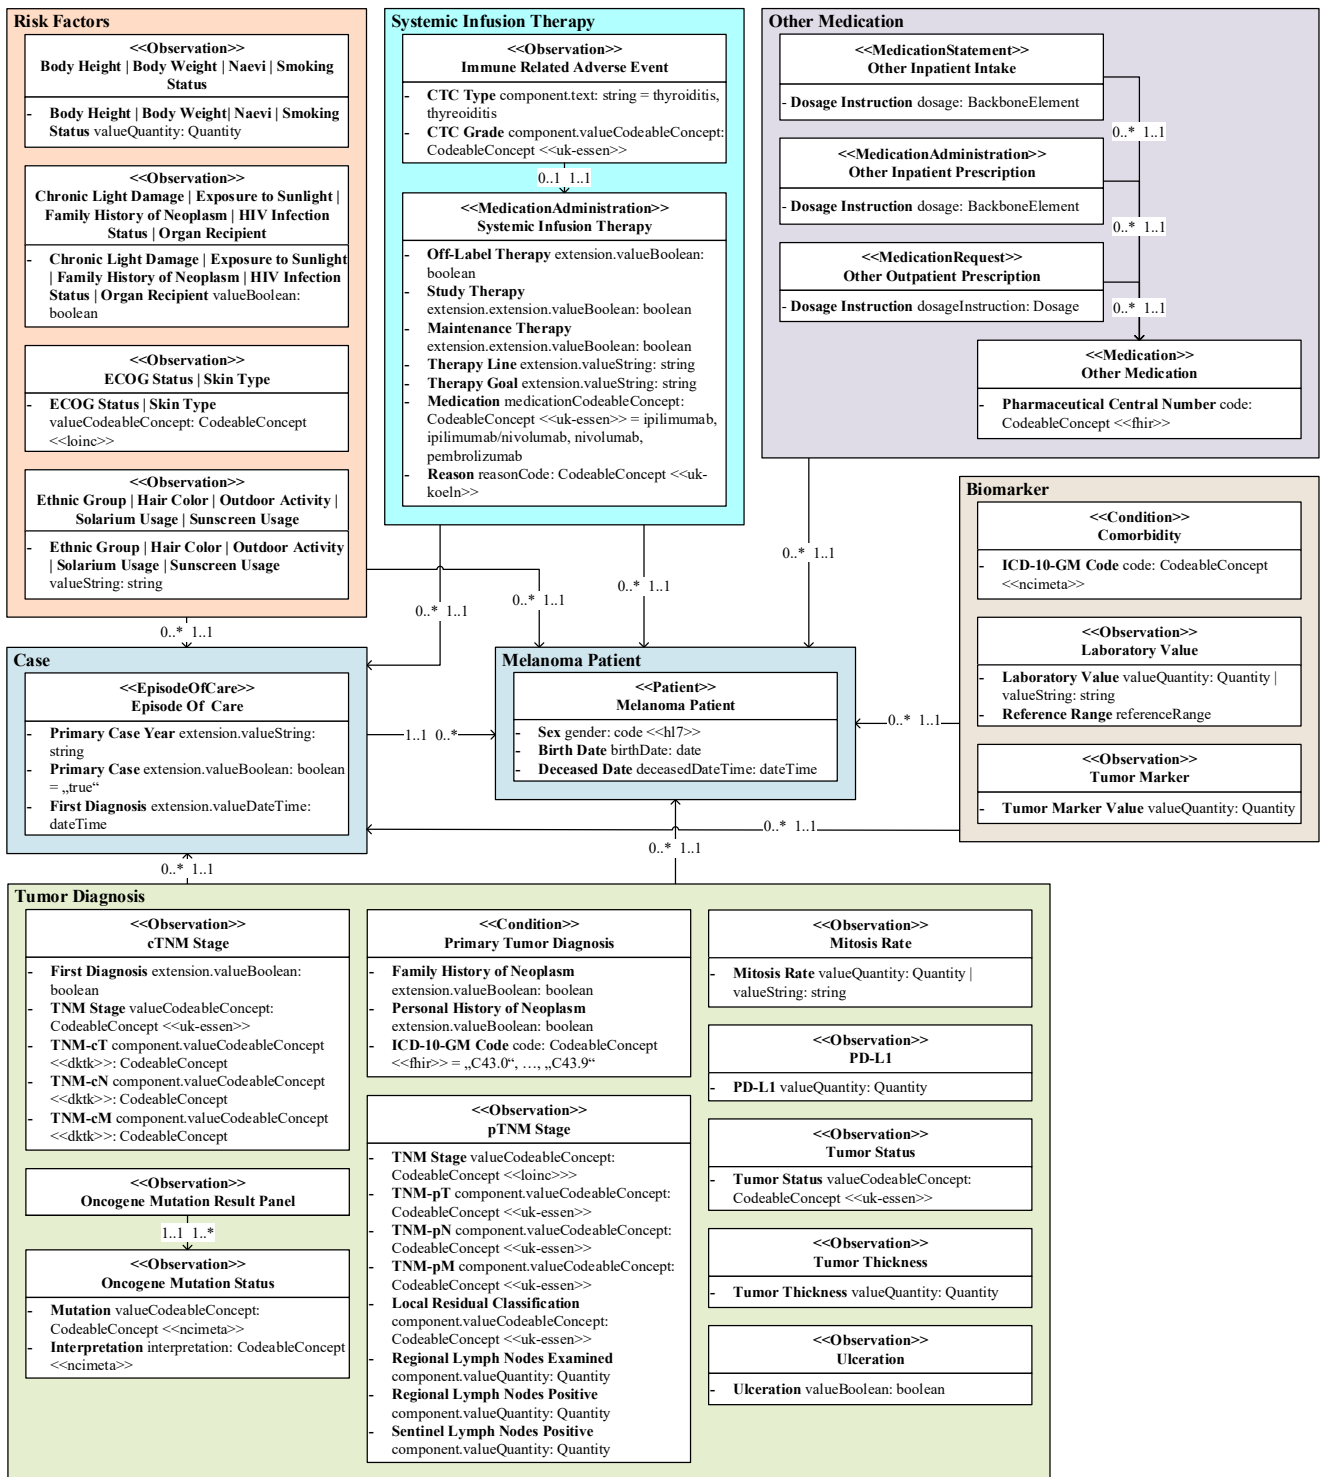 Risk Factors
<<Observation>>
Body Height | Body Weight | Naevi | Smoking
Status
- Body Height | Body Weight| Naevi | Smoking
Status valueQuantity: Quantity
<<Observation>>
Chronic Light Damage | Exposure to Sunlight |
Family History of Neoplasm | HIV Infection
Status | Organ Recipient
- Chronic Light Damage | Exposure to Sunlight
| Family History of Neoplasm | HIV Infection
Status | Organ Recipient valueBoolean:
boolean
<<Observation>>
ECOG Status | Skin Type
- ECOG Status | Skin Type
valueCodeableConcept: CodeableConcept
<<loinc>>
<<Observation>>
Ethnic Group | Hair Color | Outdoor Activity |
Solarium Usage | Sunscreen Usage
- Ethnic Group | Hair Color | Outdoor Activity
| Solarium Usage | Sunscreen Usage
valueString: string
Systemic Infusion Therapy
<<Observation>>
Immune Related Adverse Event
- CTC Type component.text: string = thyroiditis,
thyreoiditis
- CTC Grade component.valueCodeableConcept:
CodeableConcept <<uk-essen>>
0..1 1..1
<<MedicationAdministration>>
Systemic Infusion Therapy
- Off-Label Therapy extension.valueBoolean:
boolean
- Study Therapy
extension.extension.valueBoolean: boolean
- Maintenance Therapy
extension.extension.valueBoolean: boolean
- Therapy Line extension.valueString: string
- Therapy Goal extension.valueString: string
- Medication medicationCodeableConcept:
CodeableConcept <<uk-essen>> = ipilimumab,
ipilimumab/nivolumab, nivolumab,
pembrolizumab
- Reason reasonCode: CodeableConcept <<uk-
koeln>>
Other Medication
<<MedicationStatement>>
Other Inpatient Intake
- Dosage Instruction dosage: BackboneElement
0..* 1..1
<<MedicationAdministration>>
Other Inpatient Prescription
- Dosage Instruction dosage: BackboneElement
0..* 1..1
<<MedicationRequest>>
Other Outpatient Prescription
- Dosage Instruction dosageInstruction: Dosage
0..* 1..1
<<Medication>>
Other Medication
- Pharmaceutical Central Number code:
CodeableConcept <<fhir>>
Biomarker
<<Condition>>
Comorbidity
- ICD-10-GM Code code: CodeableConcept
<<ncimeta>>
<<Observation>>
Laboratory Value
- Laboratory Value valueQuantity: Quantity |
valueString: string
- Reference Range referenceRange
<<Observation>>
Tumor Marker
- Tumor Marker Value valueQuantity: Quantity
0..* 1..1
0..* 1..1
0..* 1..1
0..* 1..1
0..* 1..1
Case
<<EpisodeOfCare>>
Episode Of Care
- Primary Case Year extension.valueString:
string
- Primary Case extension.valueBoolean: boolean
= „true“
- First Diagnosis extension.valueDateTime:
dateTime
1..1 0..*
Melanoma Patient
<<Patient>>
Melanoma Patient
- Sex gender: code <<hl7>>
- Birth Date birthDate: date
- Deceased Date deceasedDateTime: dateTime
0..* 1..1
0..* 1..1
0..* 1..1
0..* 1..1
Tumor Diagnosis
<<Observation>>
cTNM Stage
- First Diagnosis extension.valueBoolean:
boolean
- TNM Stage valueCodeableConcept:
CodeableConcept <<uk-essen>>
- TNM-cT component.valueCodeableConcept
<<dktk>>: CodeableConcept
- TNM-cN component.valueCodeableConcept
<<dktk>>: CodeableConcept
- TNM-cM component.valueCodeableConcept
<<dktk>>: CodeableConcept
<<Observation>>
Oncogene Mutation Result Panel
1..1 1..*
<<Observation>>
Oncogene Mutation Status
- Mutation valueCodeableConcept:
CodeableConcept <<ncimeta>>
- Interpretation interpretation: CodeableConcept
<<ncimeta>>
<<Condition>>
Primary Tumor Diagnosis
- Family History of Neoplasm
extension.valueBoolean: boolean
- Personal History of Neoplasm
extension.valueBoolean: boolean
- ICD-10-GM Code code: CodeableConcept
<<fhir>> = „C43.0“, …, „C43.9“
<<Observation>>
pTNM Stage
- TNM Stage valueCodeableConcept:
CodeableConcept <<loinc>>>
- TNM-pT component.valueCodeableConcept:
CodeableConcept <<uk-essen>>
- TNM-pN component.valueCodeableConcept:
CodeableConcept <<uk-essen>>
- TNM-pM component.valueCodeableConcept:
CodeableConcept <<uk-essen>>
- Local Residual Classification
component.valueCodeableConcept:
CodeableConcept <<uk-essen>>
- Regional Lymph Nodes Examined
component.valueQuantity: Quantity
- Regional Lymph Nodes Positive
component.valueQuantity: Quantity
- Sentinel Lymph Nodes Positive
component.valueQuantity: Quantity
<<Observation>>
Mitosis Rate
- Mitosis Rate valueQuantity: Quantity |
valueString: string
<<Observation>>
PD-L1
- PD-L1 valueQuantity: Quantity
<<Observation>>
Tumor Status
- Tumor Status valueCodeableConcept:
CodeableConcept <<uk-essen>>
<<Observation>>
Tumor Thickness
- Tumor Thickness valueQuantity: Quantity
<<Observation>>
Ulceration
- Ulceration valueBoolean: boolean